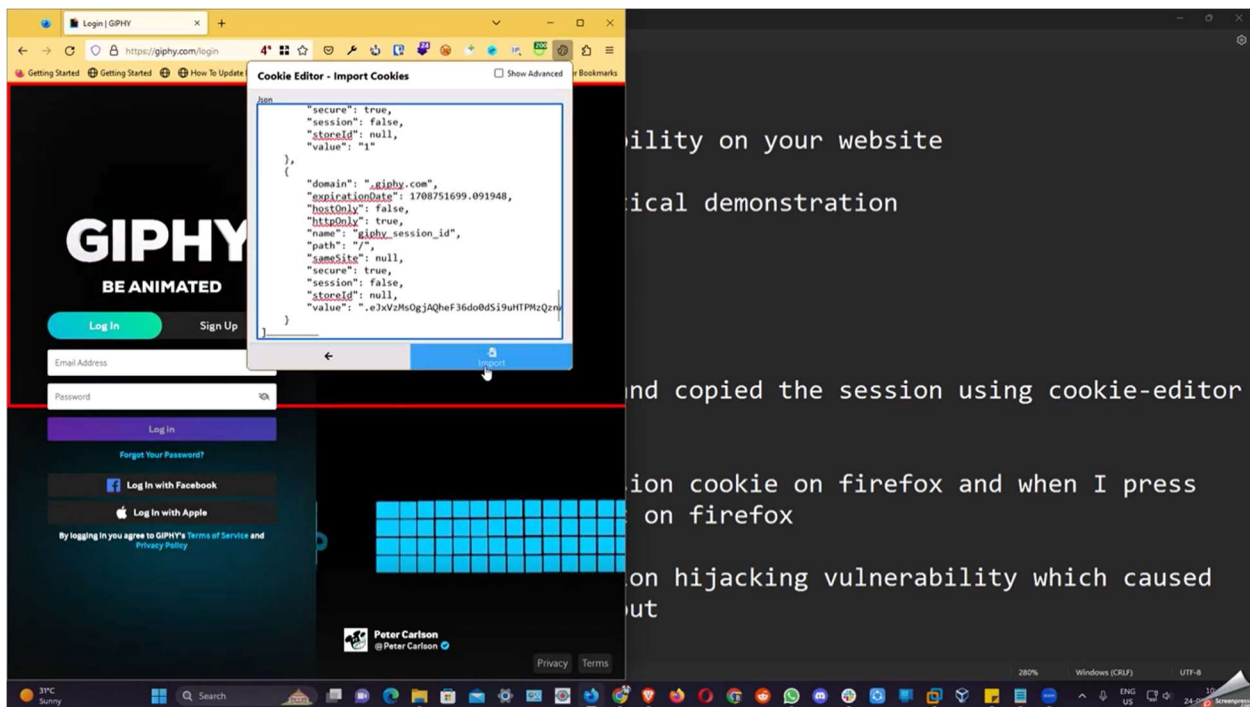 Login | GIPHY
https://giphy.com/login
24
200
Getting Started
Getting Started
How To Update
r Bookmarks
Cookie Editor - Import Cookies
Show Advanced
Json
"secure": true,
"session": false,
"storeId": null,
"value": "1"
},
{
"domain": ".giphy.com",
"expirationDate": 1708751699.091948,
"hostOnly": false,
"httpOnly": true,
"name": "giphy_session_id",
"path": "/",
"sameSite": null,
"secure": true,
"session": false,
"storeId": null,
"value": ".eJxVzMsOgjAQheF36do0dSi9uHTPMzQzn
}
]
Import
GIPHY
BE ANIMATED
Log In
Sign Up
Email Address
Password
Log In
Forgot Your Password?
Log In with Facebook
Log In with Apple
By logging in you agree to GIPHY's Terms of Service and
Privacy Policy
Peter Carlson
@Peter Carlson
Privacy Terms
ility on your website
tical demonstration
nd copied the session using cookie-editor
ion cookie on firefox and when I press
on firefox
on hijacking vulnerability which caused
ut
280%
Windows (CRLF)
UTF-8
31°C
Sunny
Search
ENG
US
Screenpresso